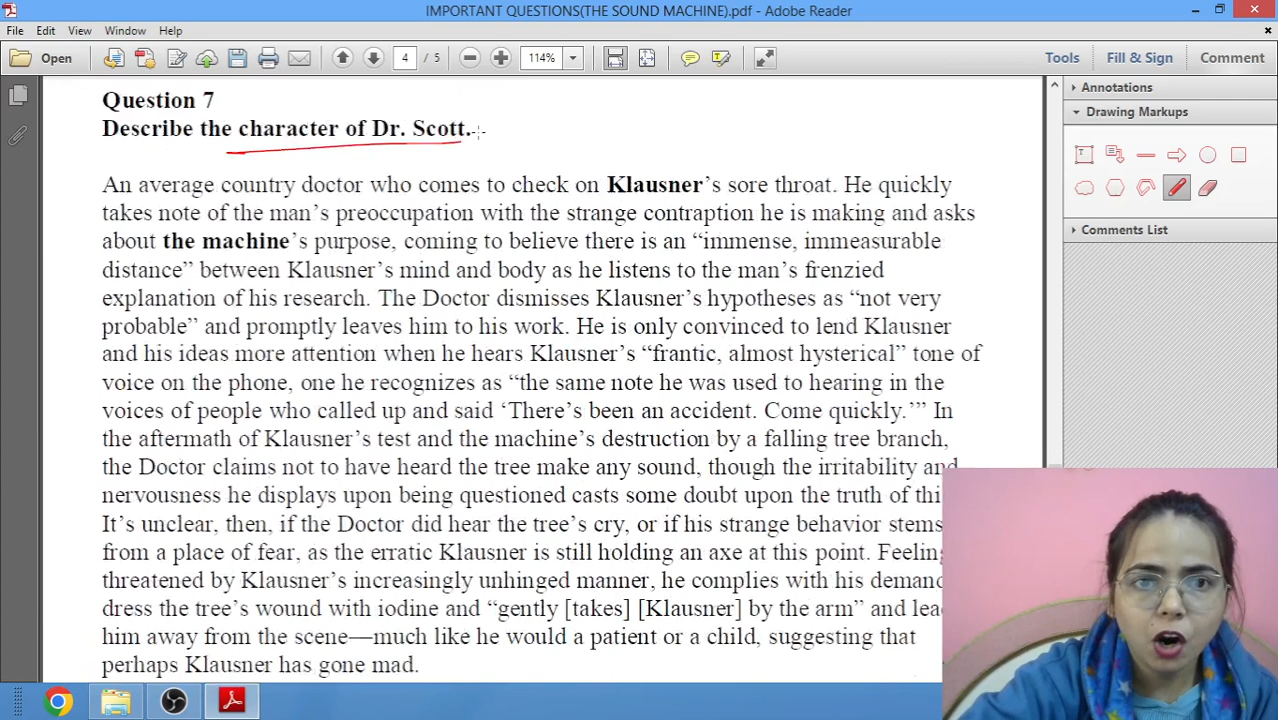 IMPORTANT QUESTIONS(THE SOUND MACHINE).pdf - Adobe Reader
File Edit View Window Help
Open 4 / 5 114% Tools Fill & Sign Comment
Annotations
Drawing Markups
Comments List
Question 7
Describe the character of Dr. Scott.
An average country doctor who comes to check on Klausner's sore throat. He quickly
takes note of the man's preoccupation with the strange contraption he is making and asks
about the machine's purpose, coming to believe there is an “immense, immeasurable
distance” between Klausner's mind and body as he listens to the man's frenzied
explanation of his research. The Doctor dismisses Klausner's hypotheses as “not very
probable” and promptly leaves him to his work. He is only convinced to lend Klausner
and his ideas more attention when he hears Klausner's “frantic, almost hysterical” tone of
voice on the phone, one he recognizes as “the same note he was used to hearing in the
voices of people who called up and said ‘There's been an accident. Come quickly.’” In
the aftermath of Klausner's test and the machine's destruction by a falling tree branch,
the Doctor claims not to have heard the tree make any sound, though the irritability and
nervousness he displays upon being questioned casts some doubt upon the truth of thi
It's unclear, then, if the Doctor did hear the tree's cry, or if his strange behavior stems
from a place of fear, as the erratic Klausner is still holding an axe at this point. Feeling
threatened by Klausner's increasingly unhinged manner, he complies with his demand
dress the tree's wound with iodine and “gently [takes] [Klausner] by the arm” and lea
him away from the scene—much like he would a patient or a child, suggesting that
perhaps Klausner has gone mad.